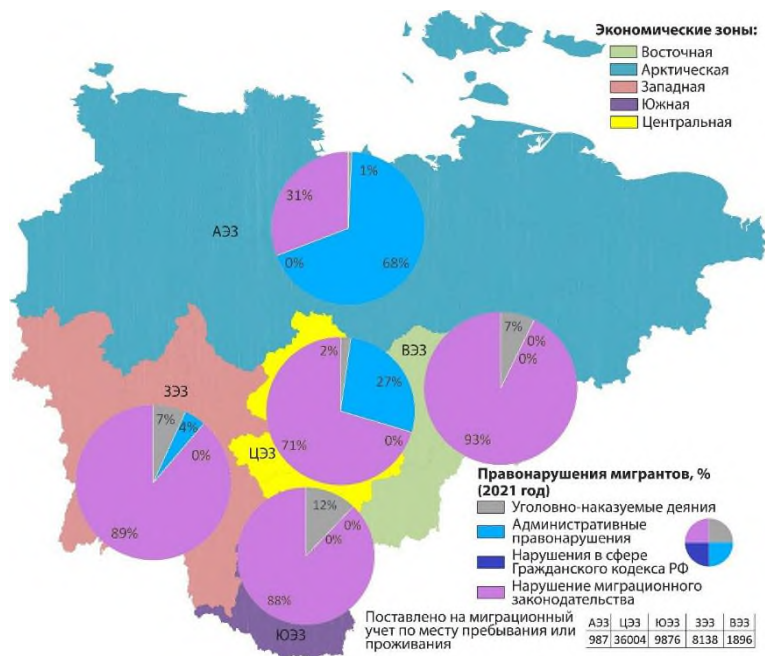 Экономические зоны:
Восточная
Арктическая
Западная
Южная
Центральная
1%
31%
АЭЗ
0%
68%
2%
ВЭЗ
7%
0%
0%
27%
ЗЭЗ
7%
4%
0%
71%
0%
93%
ЦЭЗ
89%
12%
0%
0%
88%
ЮЭЗ
Правонарушения мигрантов, %
(2021 год)
Уголовно-наказуемые деяния
Административные
правонарушения
Нарушения в сфере
Гражданского кодекса РФ
Нарушение миграционного
законодательства
Поставлено на миграционный
учет по месту пребывания или
проживания
АЭЗ ЦЭЗ ЮЭЗ ЗЭЗ ВЭЗ
987 36004 9876 8138 1896